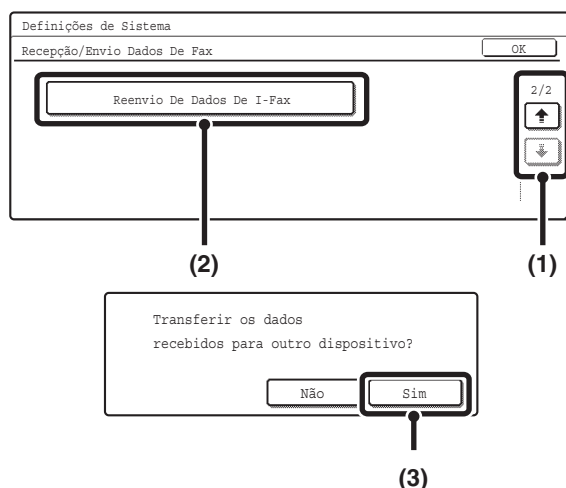 Definições de Sistema
Recepção/Envio Dados De Fax
OK
Reenvio De Dados De I-Fax
2/2
(2)
(1)
Transferir os dados
recebidos para outro dispositivo?
Não
Sim
(3)